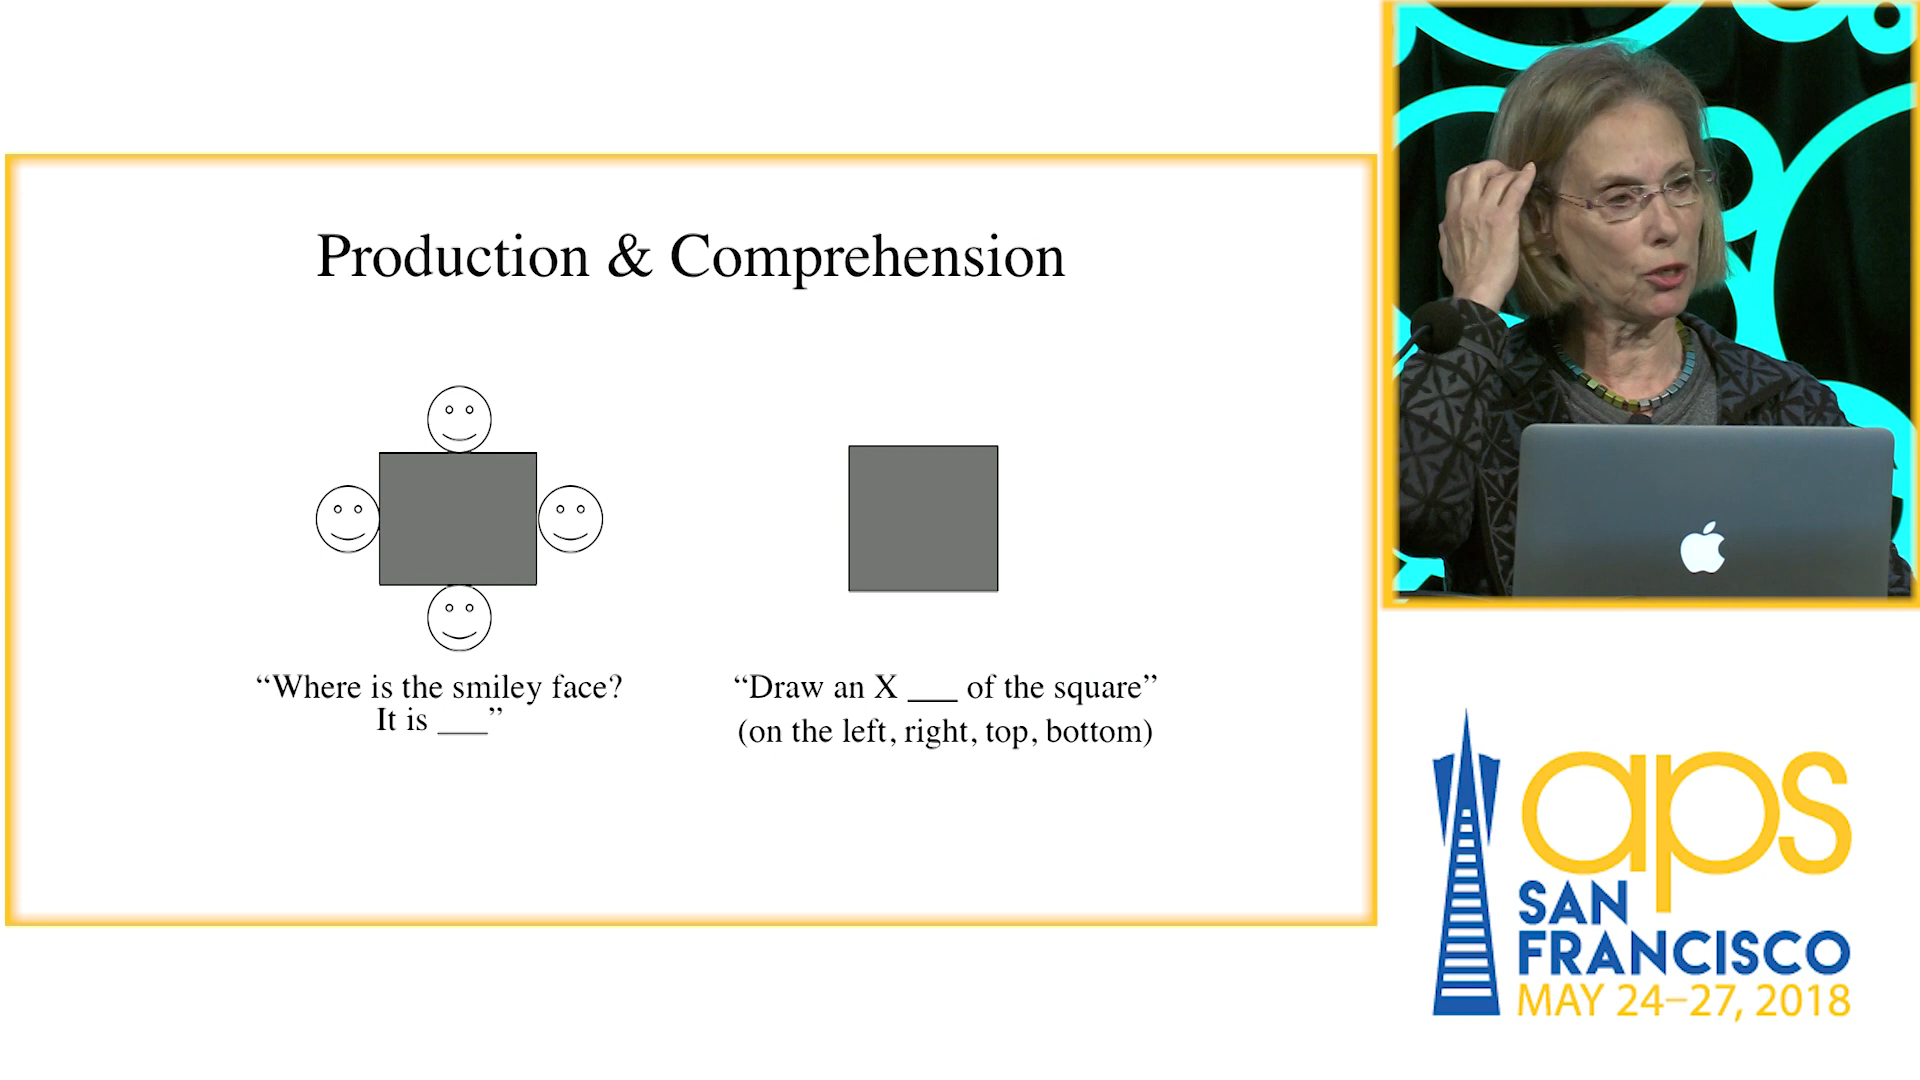 Production & Comprehension
“Where is the smiley face?
It is ___”
“Draw an X ___ of the square”
(on the left, right, top, bottom)
aps
SAN
FRANCISCO
MAY 24–27, 2018